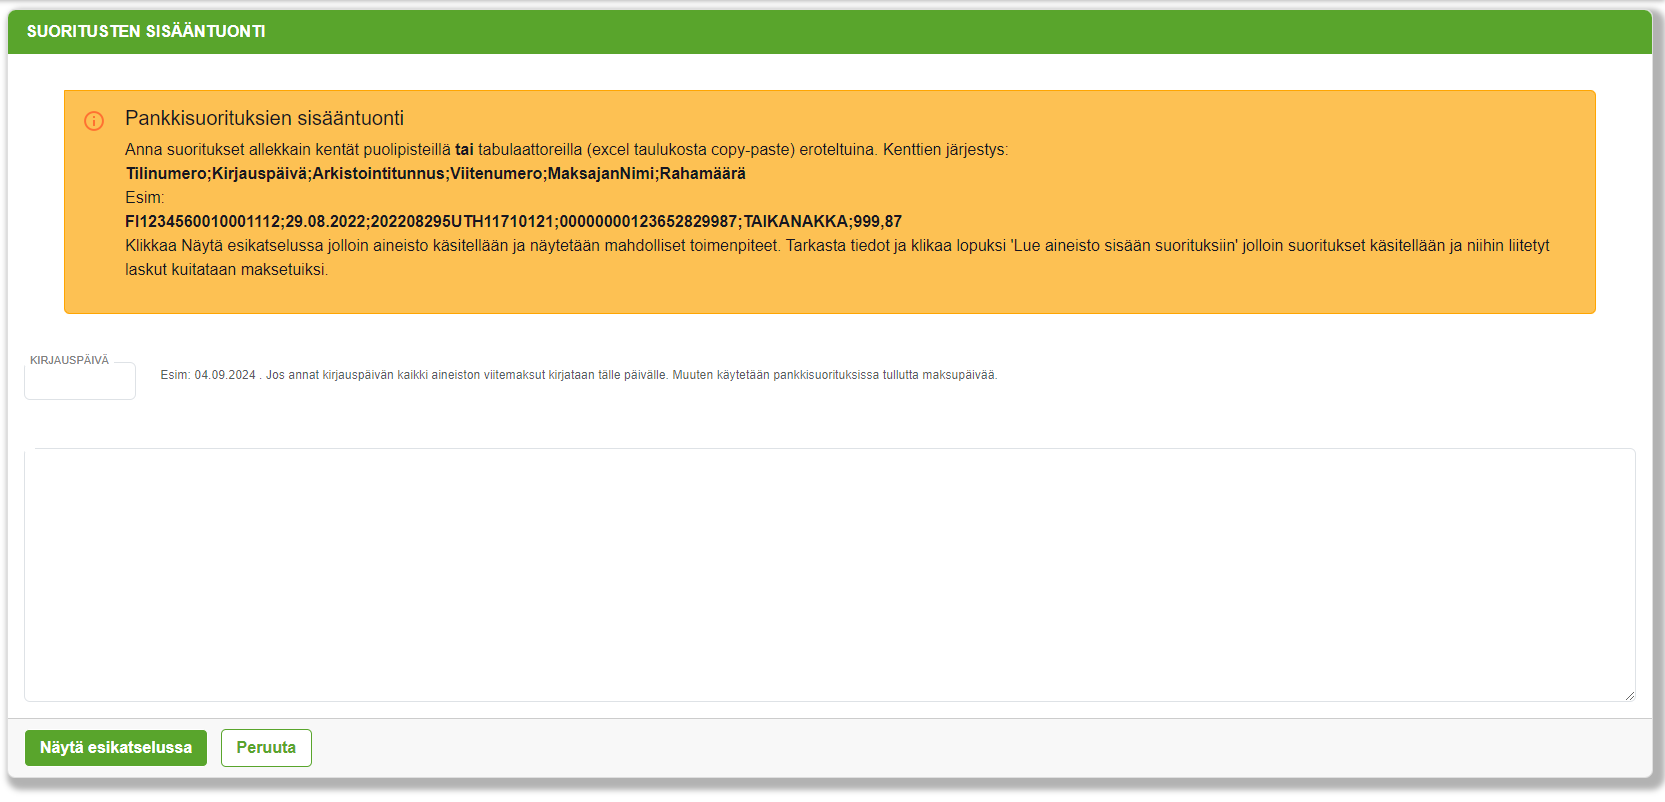 SUORITUSTEN SISÄÄNTUONTI
Pankkisuorituksien sisääntuonti
Anna suoritukset allekkain kentät puolipisteillä tai tabulaattoreilla (excel taulukosta copy-paste) eroteltuina. Kenttien järjestys:
Tilinumero;Kirjauspäivä;Arkistointitunnus;Viitenumero;MaksajanNimi;Rahamäärä
Esim:
FI1234560010001112;29.08.2022;202208295UTH11710121;00000000123652829987;TAIKANAKKA;999,87
Klikkaa Näytä esikatselussa jolloin aineisto käsitellään ja näytetään mahdolliset toimenpiteet. Tarkasta tiedot ja klikaa lopuksi 'Lue aineisto sisään suorituksiin' jolloin suoritukset käsitellään ja niihin liitetyt
laskut kuitataan maksetuiksi.
KIRJAUSPÄIVÄ
Esim: 04.09.2024 . Jos annat kirjauspäivän kaikki aineiston viitemaksut kirjataan tälle päivälle. Muuten käytetään pankkisuorituksissa tullutta maksupäivää.
Näytä esikatselussa
Peruuta